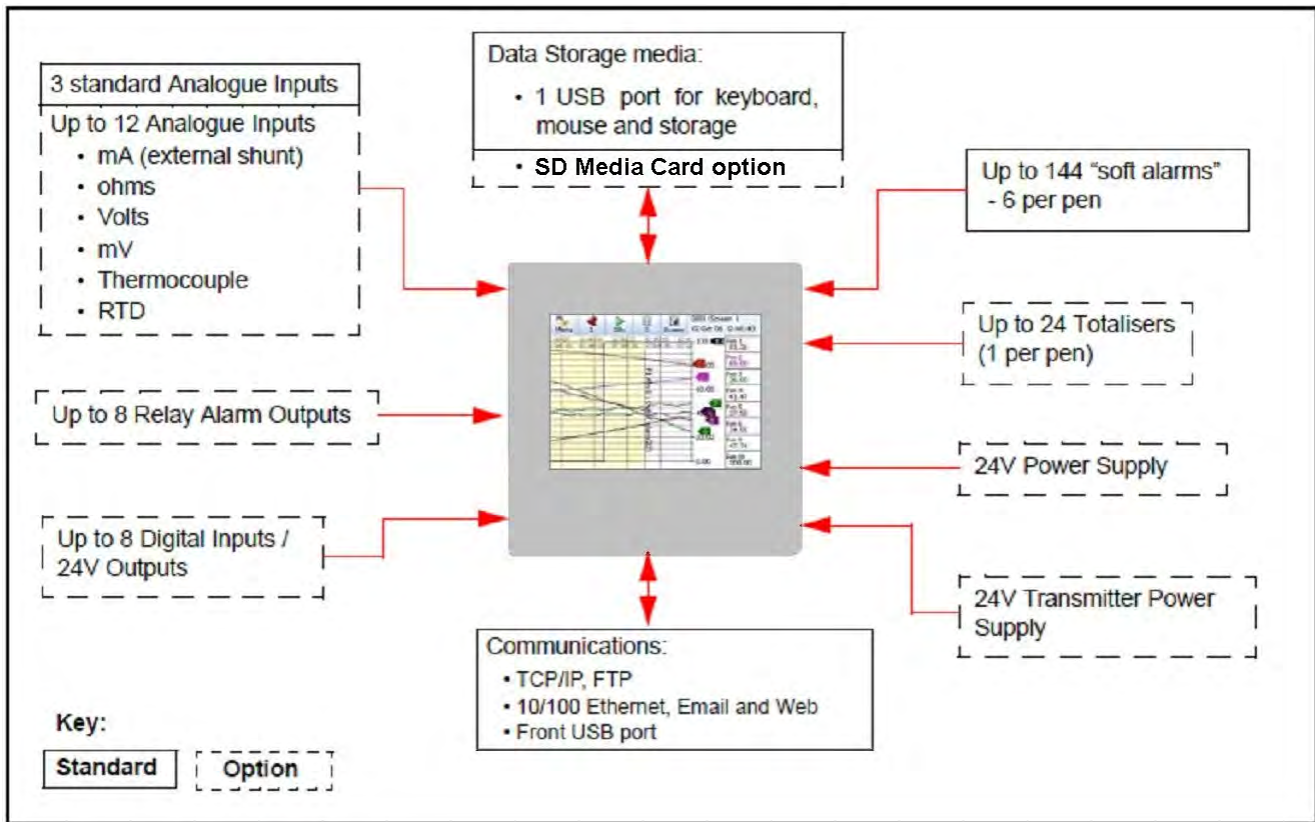 3 standard Analogue Inputs
Up to 12 Analogue Inputs
• mA (external shunt)
• ohms
• Volts
• mV
• Thermocouple
• RTD
Up to 8 Relay Alarm Outputs
Up to 8 Digital Inputs /
24V Outputs
Data Storage media:
• 1 USB port for keyboard,
mouse and storage
• SD Media Card option
Menu
Screen 1
Communications:
• TCP/IP, FTP
• 10/100 Ethernet, Email and Web
• Front USB port
Up to 144 “soft alarms”
- 6 per pen
Up to 24 Totalisers
(1 per pen)
24V Power Supply
24V Transmitter Power
Supply
Key:
Standard
Option